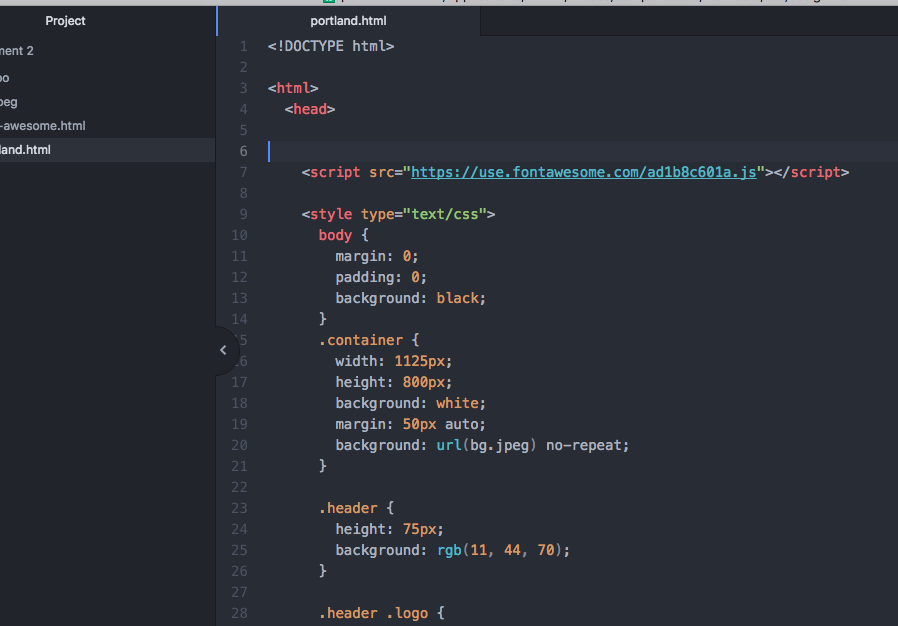 Project
portland.html
ment 2
oo
peg
-awesome.html
land.html
1 <!DOCTYPE html>
2
3 <html>
4 <head>
5
6
7 <script src="https://use.fontawesome.com/ad1b8c601a.js"></script>
8
9 <style type="text/css">
10 body {
11 margin: 0;
12 padding: 0;
13 background: black;
14 }
15 .container {
16 width: 1125px;
17 height: 800px;
18 background: white;
19 margin: 50px auto;
20 background: url(bg.jpeg) no-repeat;
21 }
22
23 .header {
24 height: 75px;
25 background: rgb(11, 44, 70);
26 }
27
28 .header .logo {